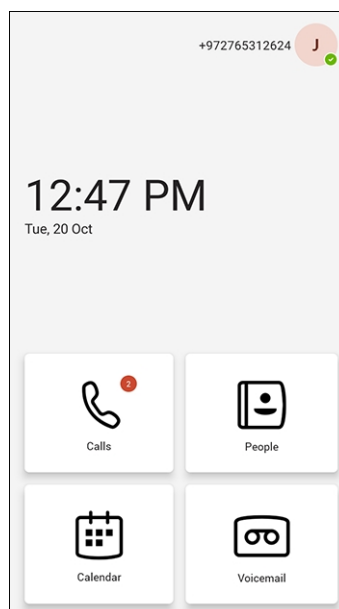 +972765312624
J
12:47 PM
Tue, 20 Oct
2
Calls
People
Calendar
Voicemail